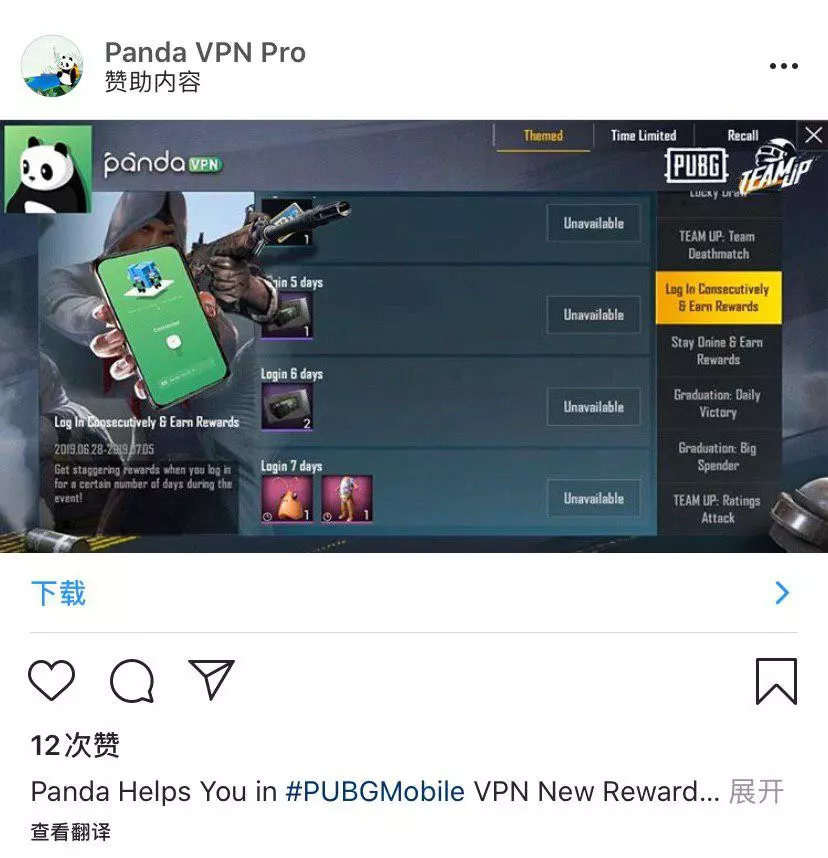 Panda VPN Pro
赞助内容
panda VPN
Themed
Time Limited
Recall
PUBG
TEAM UP
Lucky Draw
1
Unavailable
TEAM UP: Team
Deathmatch
Login 5 days
1
Unavailable
Log In Consecutively
& Earn Rewards
Stay Onine & Earn
Rewards
Connected
Login 6 days
2
Unavailable
Graduation: Daily
Victory
Log In Consecutively & Earn Rewards
2019.06.28-2019.07.05
Get staggering rewards when you log in
for a certain number of days during the
event!
Graduation: Big
Spender
Login 7 days
1
1
Unavailable
TEAM UP: Ratings
Attack
下载
12次赞
Panda Helps You in #PUBGMobile VPN New Reward... 展开
查看翻译